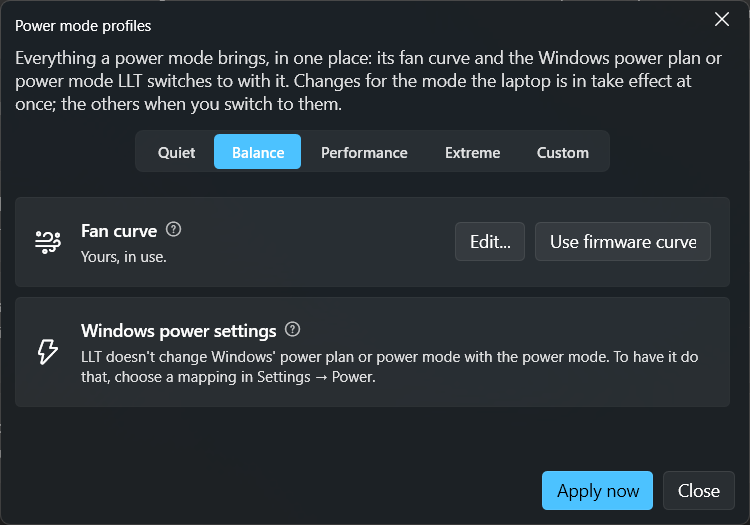 Power mode profiles
Everything a power mode brings, in one place: its fan curve and the Windows power plan or
power mode LLT switches to with it. Changes for the mode the laptop is in take effect at
once; the others when you switch to them.
Quiet Balance Performance Extreme Custom
Fan curve
Yours, in use.
Edit... Use firmware curve
Windows power settings
LLT doesn't change Windows' power plan or power mode with the power mode. To have it do
that, choose a mapping in Settings → Power.
Apply now Close